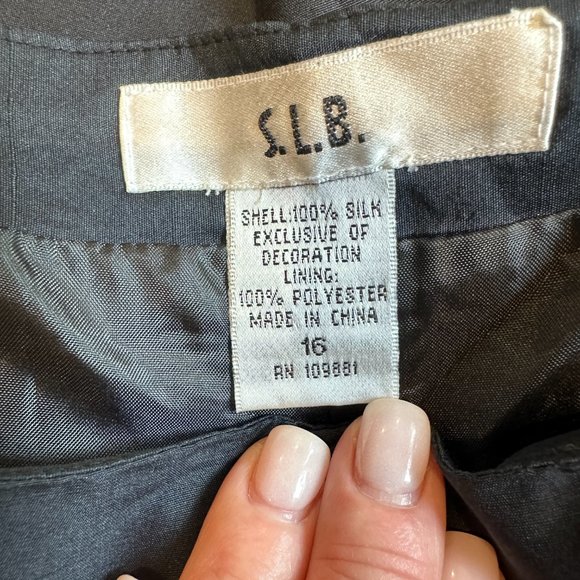 S.L.B.
SHELL:100% SILK
EXCLUSIVE OF
DECORATION
LINING:
100% POLYESTER
MADE IN CHINA
16
RN 109881